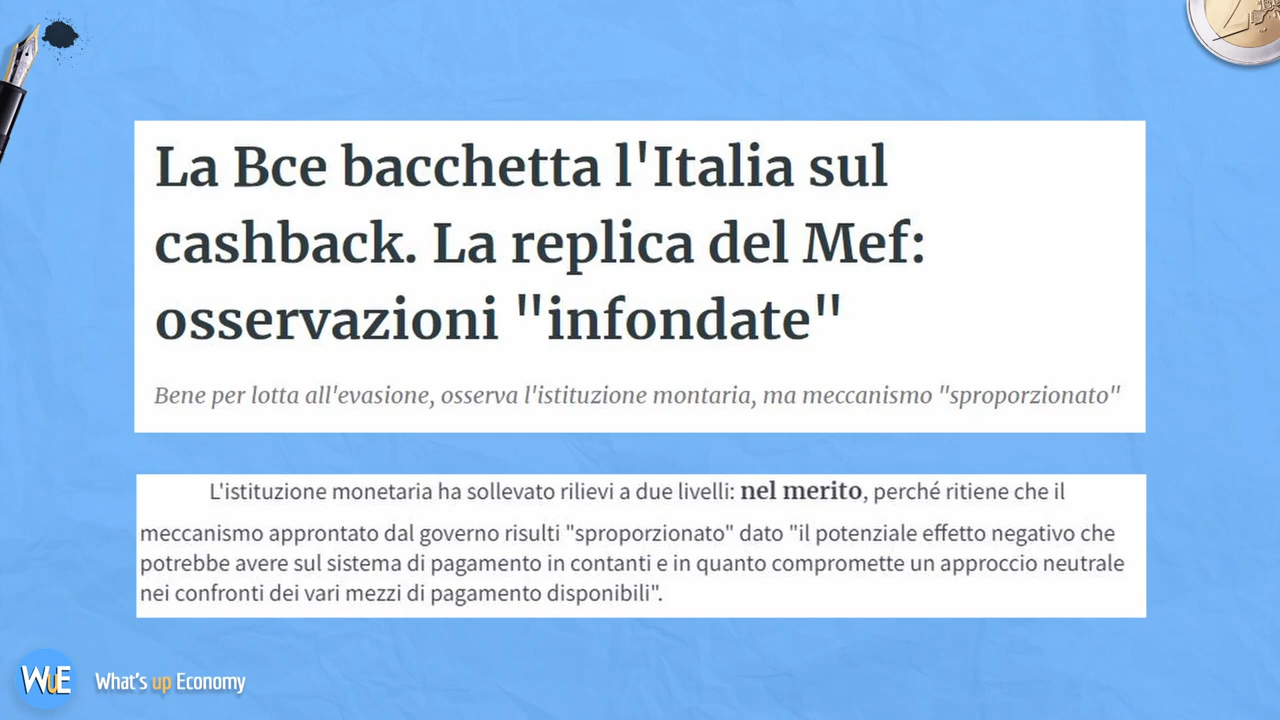 La Bce bacchetta l'Italia sul
cashback. La replica del Mef:
osservazioni "infondate"
Bene per lotta all'evasione, osserva l'istituzione montaria, ma meccanismo "sproporzionato"
L'istituzione monetaria ha sollevato rilievi a due livelli: nel merito, perché ritiene che il
meccanismo approntato dal governo risulti "sproporzionato" dato "il potenziale effetto negativo che
potrebbe avere sul sistema di pagamento in contanti e in quanto compromette un approccio neutrale
nei confronti dei vari mezzi di pagamento disponibili".
WuE What's up Economy